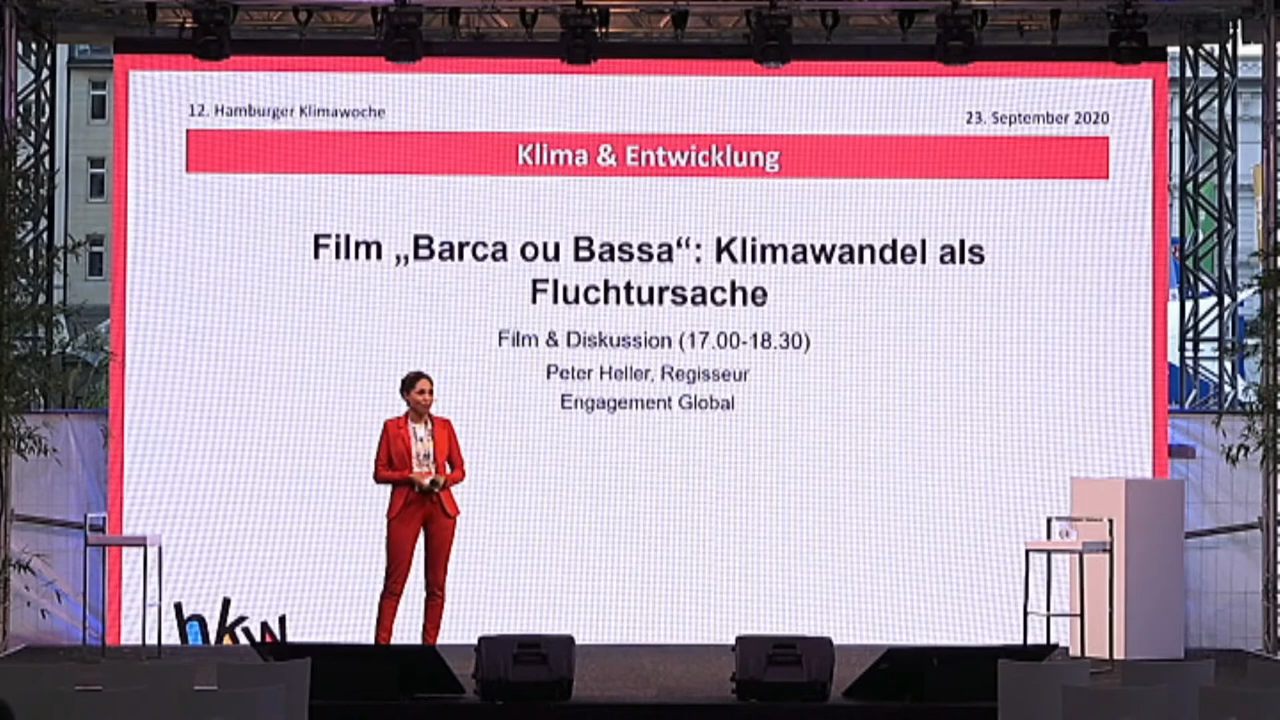 12. Hamburger Klimawoche
23. September 2020
Klima & Entwicklung
Film „Barca ou Bassa“: Klimawandel als
Fluchtursache
Film & Diskussion (17.00-18.30)
Peter Heller, Regisseur
Engagement Global
hkw